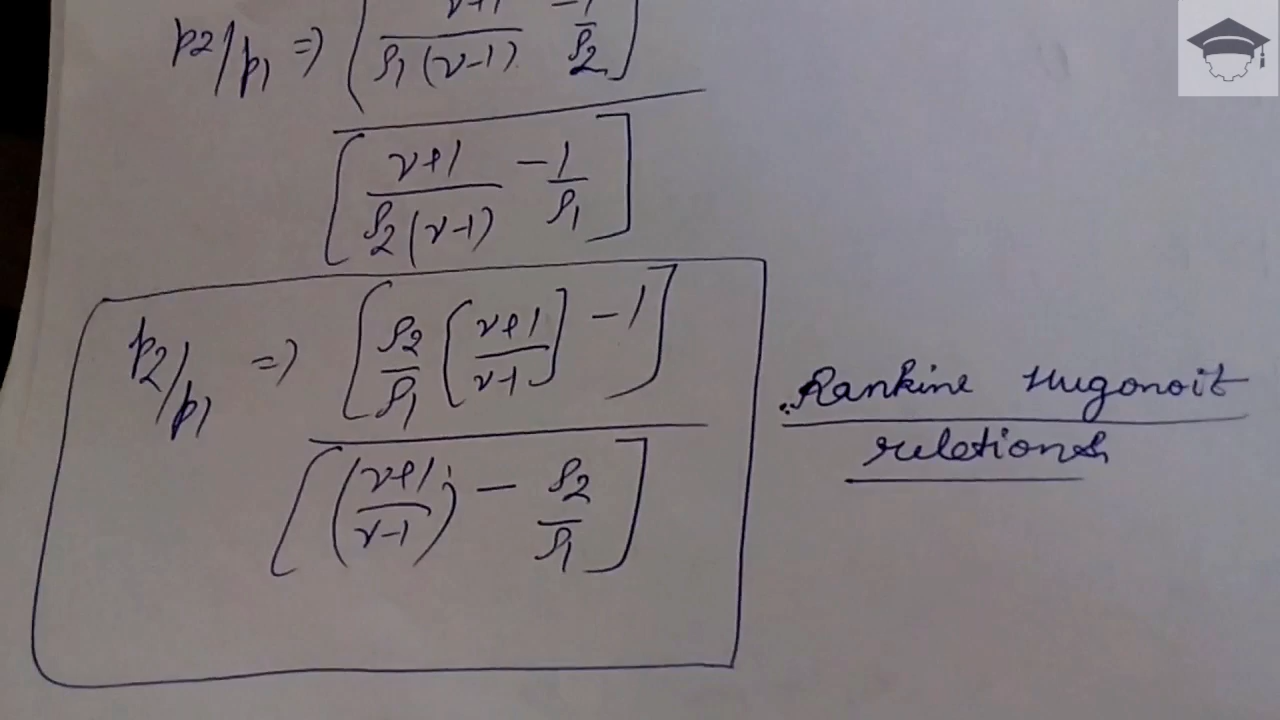 p2/p1 => [γ+1/ρ1(γ-1) - 1/ρ2]
[γ+1/ρ2(γ-1) - 1/ρ1]
p2/p1 => [ρ2/ρ1 [γ+1/γ-1] - 1]
[(γ+1/γ-1) - ρ2/ρ1]
Rankine Hugonoit
reletions